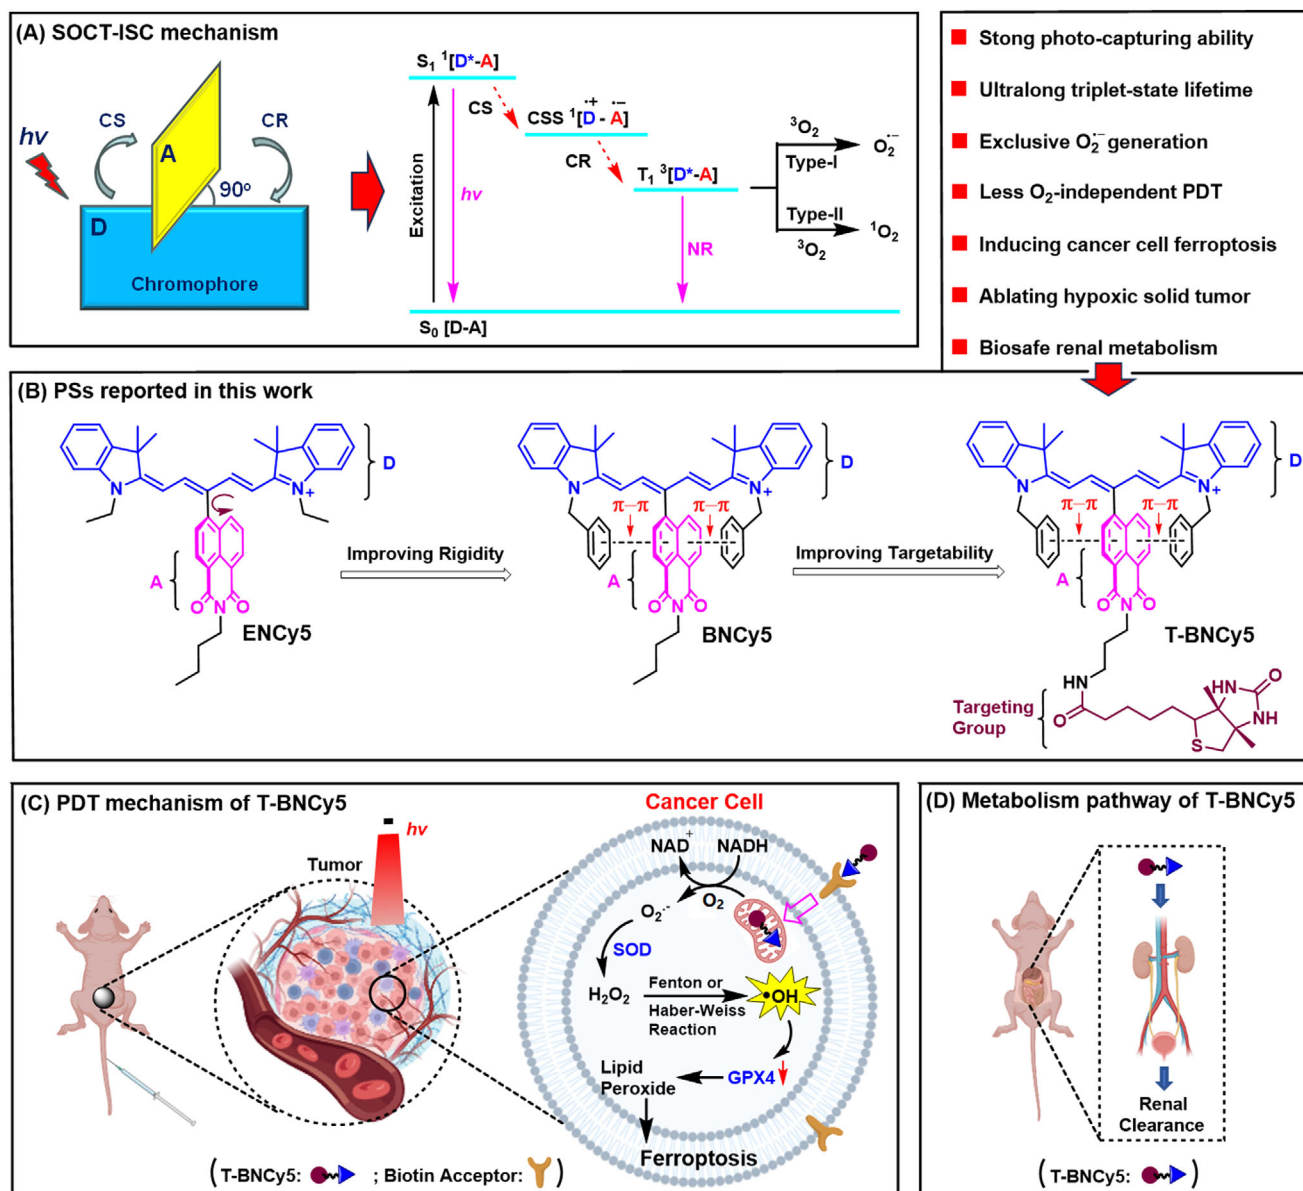 (A) SOCT-ISC mechanism
hv
CS
A
CR
90°
D
Chromophore
S₁ ¹[D*-A]
CS
CSS ¹[D·⁺ - A·⁻]
CR
T₁ ³[D*-A]
Excitation
hv
NR
S₀ [D-A]
³O₂
Type-I
O₂·⁻
Type-II
³O₂
¹O₂
Stong photo-capturing ability
Ultralong triplet-state lifetime
Exclusive O₂·⁻ generation
Less O₂-independent PDT
Inducing cancer cell ferroptosis
Ablating hypoxic solid tumor
Biosafe renal metabolism
(B) PSs reported in this work
N
N⁺
D
A
O
N
O
ENCy5
Improving Rigidity
N
N⁺
D
π–π
π–π
A
O
N
O
BNCy5
Improving Targetability
N
N⁺
D
π–π
π–π
A
O
N
O
T-BNCy5
HN
O
Targeting
Group
HN
O
NH
S
(C) PDT mechanism of T-BNCy5
hv
Tumor
Cancer Cell
NAD⁺
NADH
O₂
O₂·⁻
SOD
H₂O₂
Fenton or
Haber-Weiss
Reaction
•OH
GPX4
Lipid
Peroxide
Ferroptosis
(T-BNCy5: ; Biotin Acceptor: )
(D) Metabolism pathway of T-BNCy5
Renal
Clearance
(T-BNCy5: )